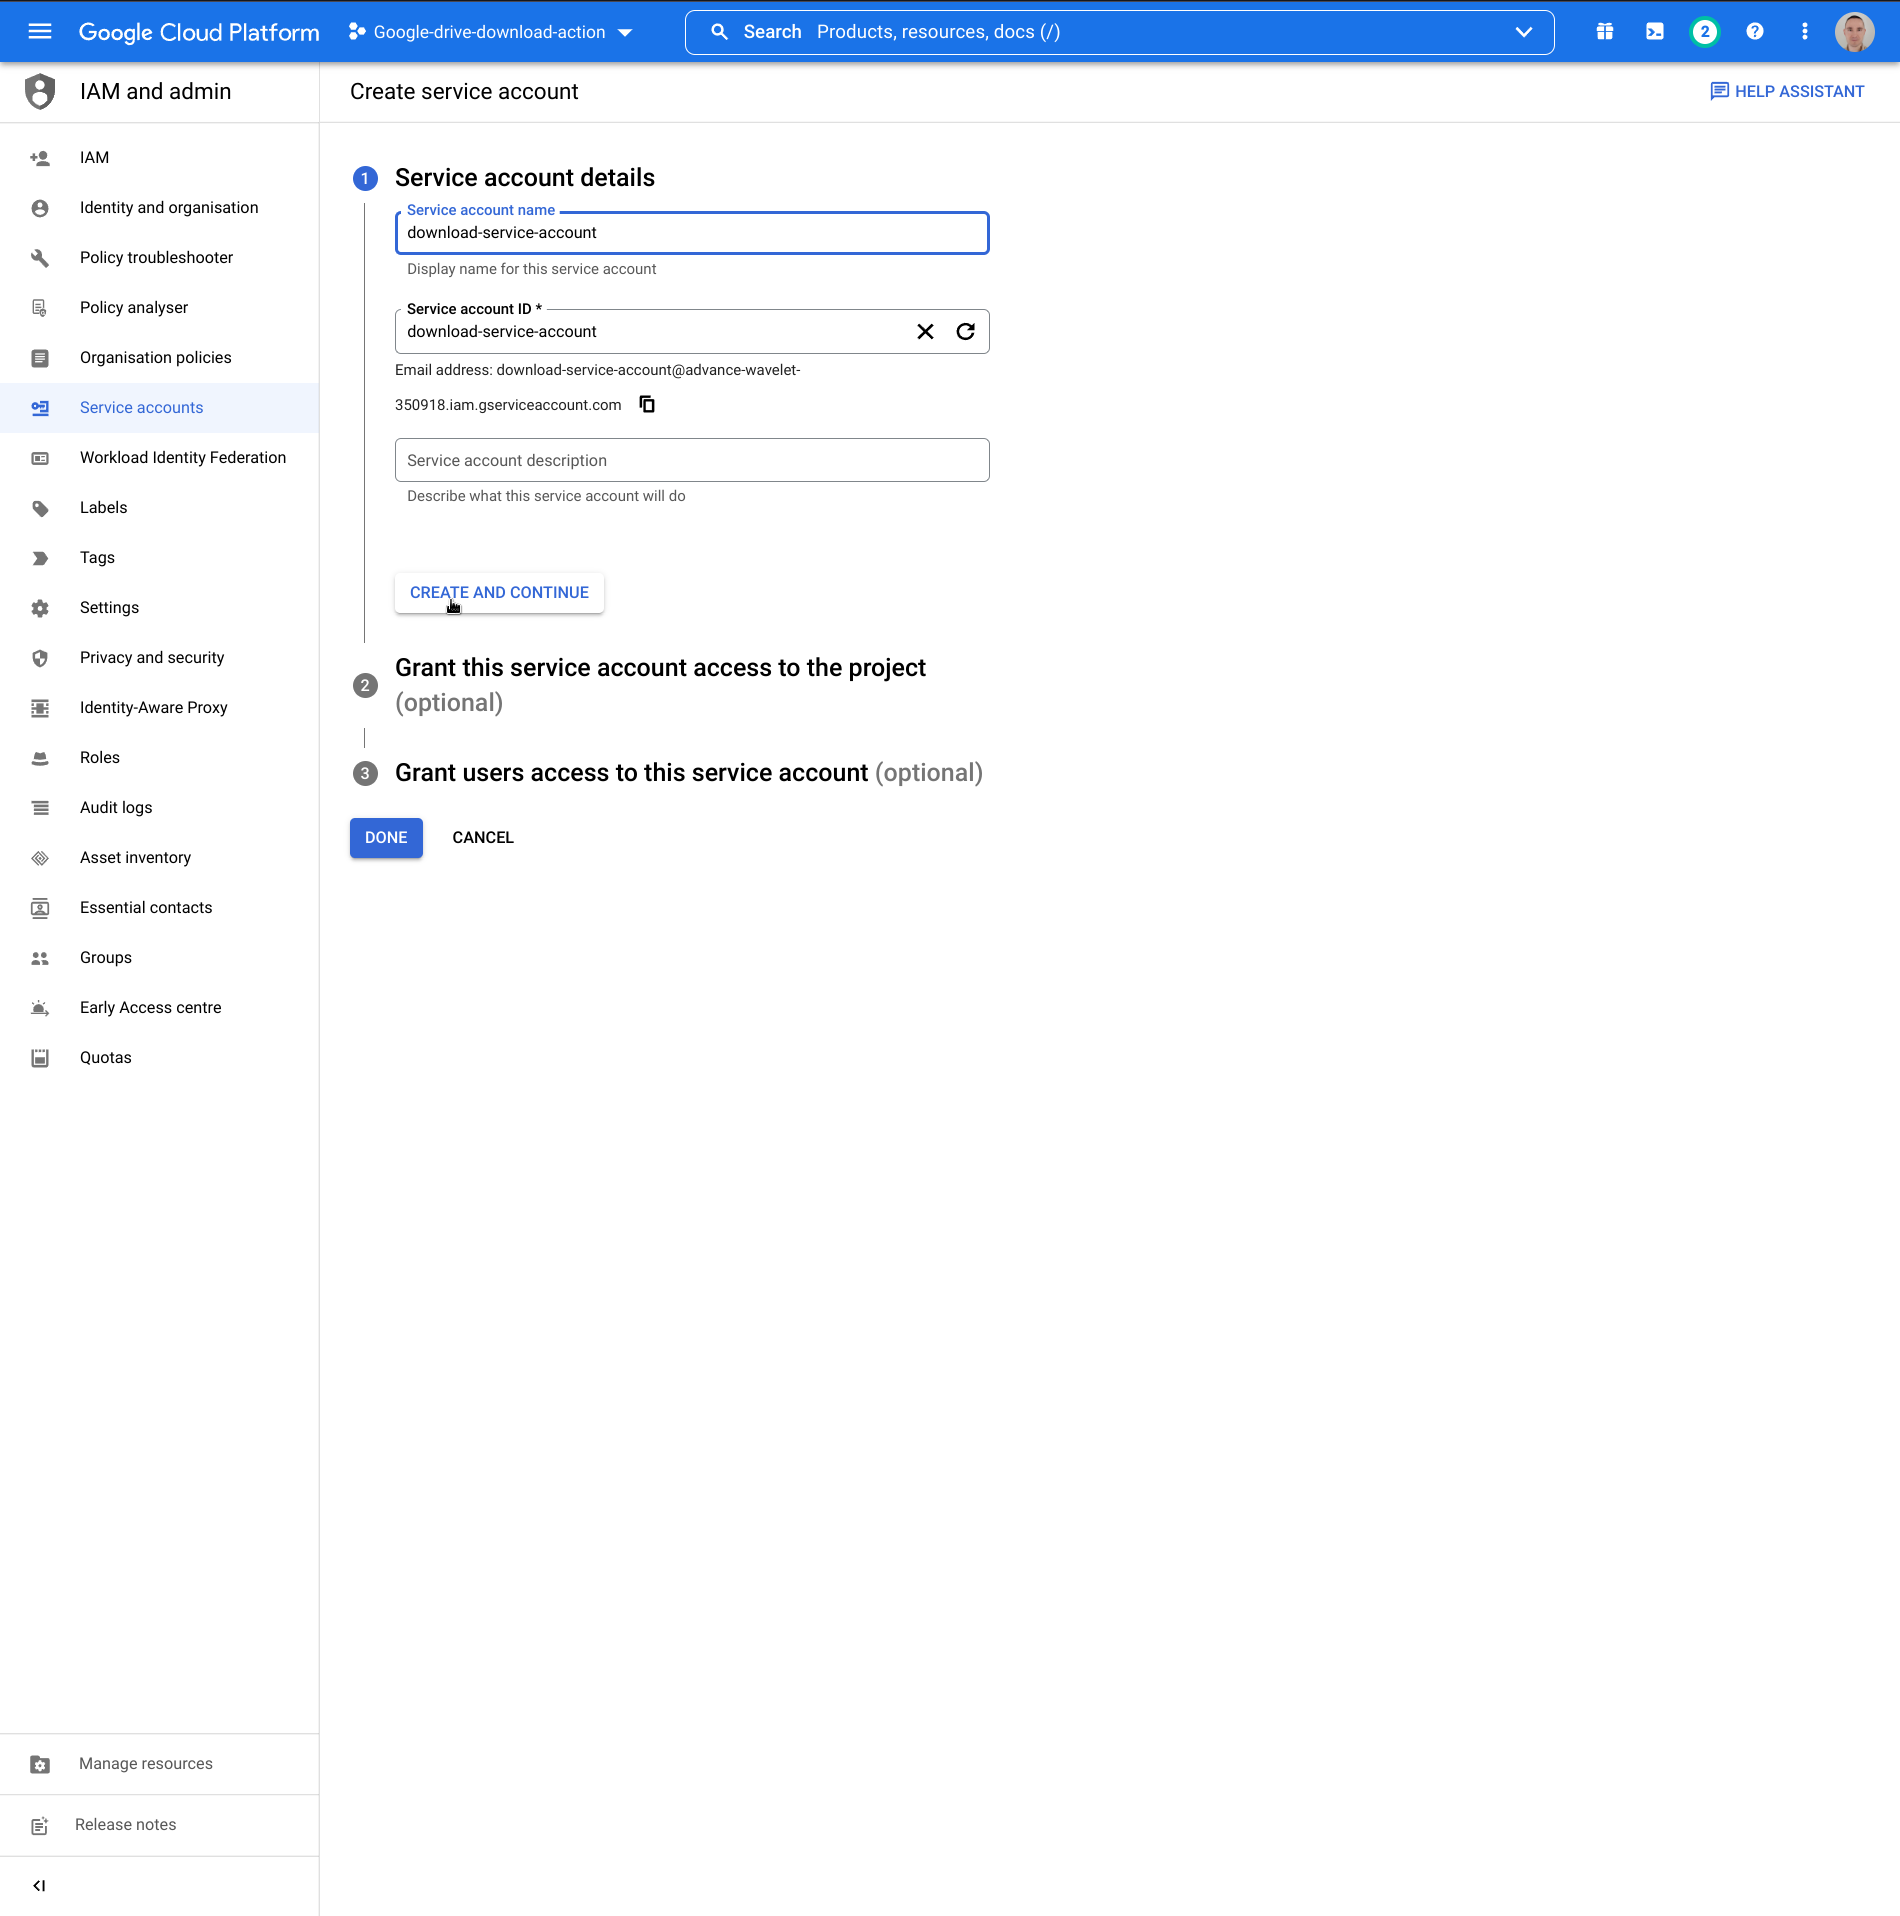 Google Cloud Platform
Google-drive-download-action
Search Products, resources, docs (/)
2
IAM and admin
Create service account
HELP ASSISTANT
IAM
Identity and organisation
Policy troubleshooter
Policy analyser
Organisation policies
Service accounts
Workload Identity Federation
Labels
Tags
Settings
Privacy and security
Identity-Aware Proxy
Roles
Audit logs
Asset inventory
Essential contacts
Groups
Early Access centre
Quotas
Manage resources
Release notes
1 Service account details
Service account name
download-service-account
Display name for this service account
Service account ID *
download-service-account
Email address: download-service-account@advance-wavelet-
350918.iam.gserviceaccount.com
Service account description
Describe what this service account will do
CREATE AND CONTINUE
2 Grant this service account access to the project
(optional)
3 Grant users access to this service account (optional)
DONE CANCEL